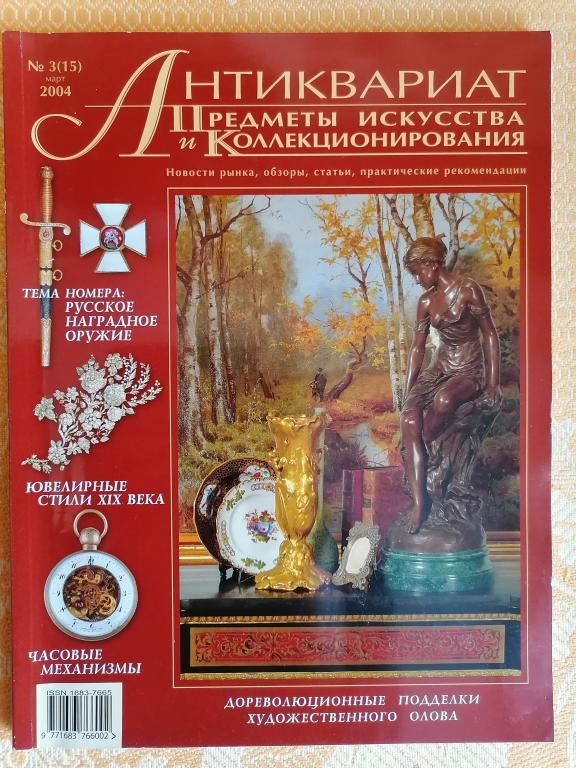 № 3(15)
март
2004
Антиквариат
Предметы искусства
и Коллекционирования
Новости рынка, обзоры, статьи, практические рекомендации
ТЕМА НОМЕРА:
РУССКОЕ
НАГРАДНОЕ
ОРУЖИЕ
ЮВЕЛИРНЫЕ
СТИЛИ XIX ВЕКА
ЧАСОВЫЕ
МЕХАНИЗМЫ
ISSN 1683-7665
9 771683 766002 >
ДОРЕВОЛЮЦИОННЫЕ ПОДДЕЛКИ
ХУДОЖЕСТВЕННОГО ОЛОВА